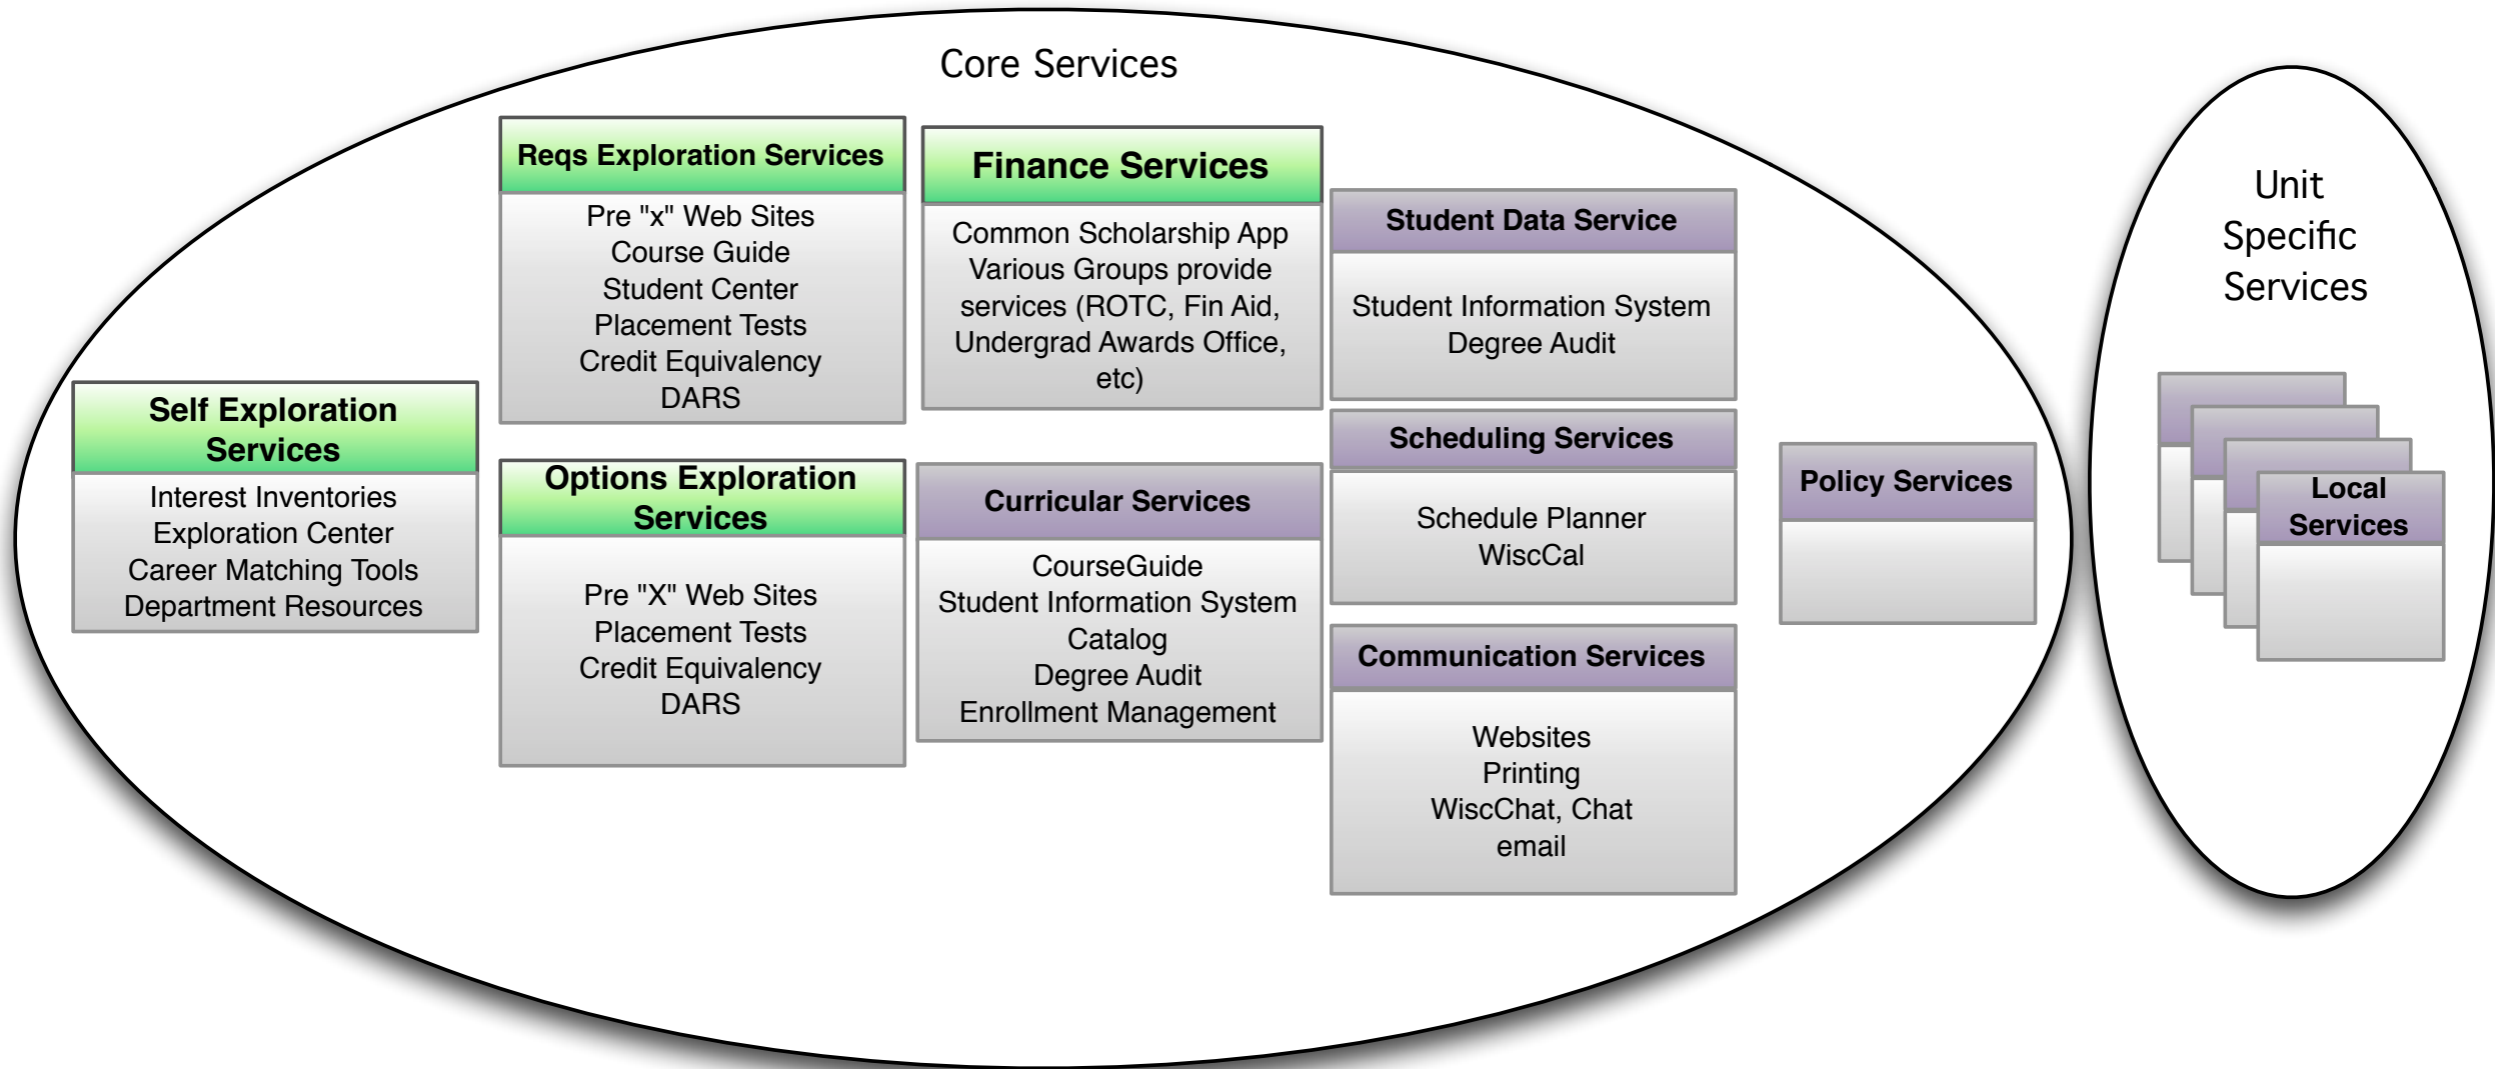 Core Services
Reqs Exploration Services
Pre "x" Web Sites
Course Guide
Student Center
Placement Tests
Credit Equivalency
DARS
Finance Services
Common Scholarship App
Various Groups provide
services (ROTC, Fin Aid,
Undergrad Awards Office,
etc)
Student Data Service
Student Information System
Degree Audit
Self Exploration
Services
Interest Inventories
Exploration Center
Career Matching Tools
Department Resources
Options Exploration
Services
Pre "X" Web Sites
Placement Tests
Credit Equivalency
DARS
Curricular Services
CourseGuide
Student Information System
Catalog
Degree Audit
Enrollment Management
Scheduling Services
Schedule Planner
WiscCal
Communication Services
Websites
Printing
WiscChat, Chat
email
Policy Services
Unit
Specific
Services
Local
Services